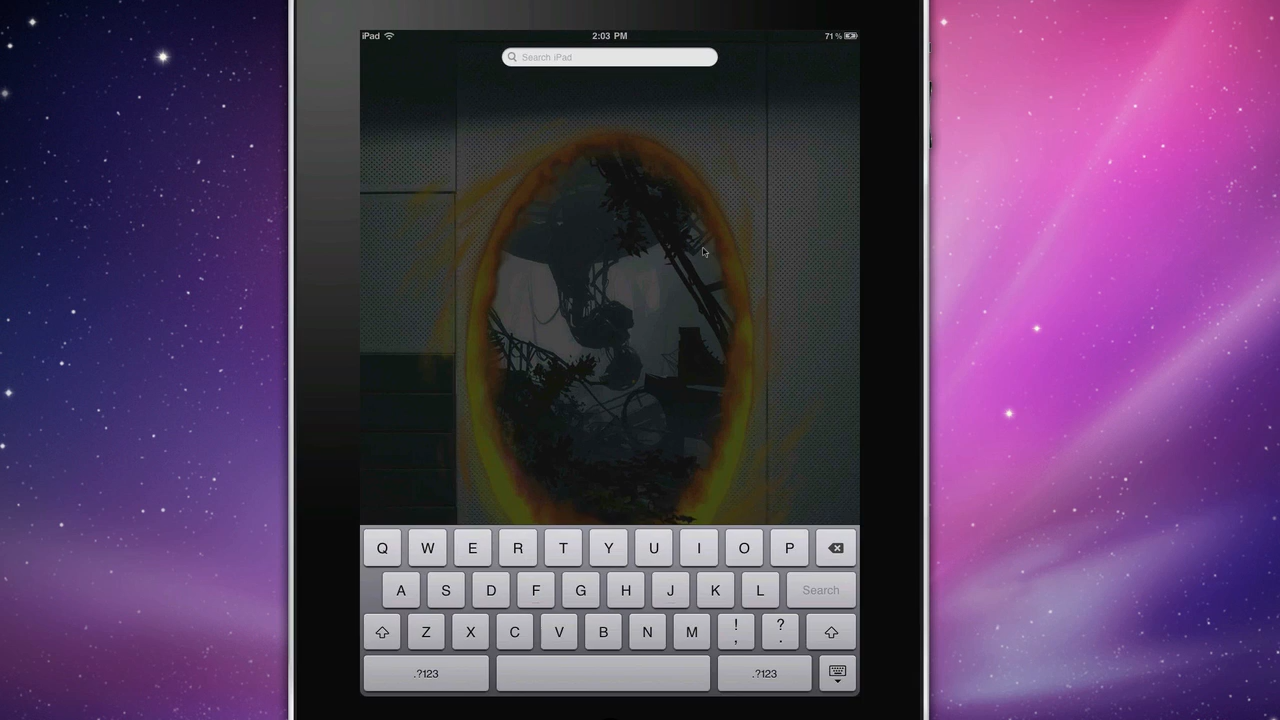 iPad 2:03 PM 71%
Search iPad
Q W E R T Y U I O P
A S D F G H J K L Search
Z X C V B N M ! , ? .
.?123 .?123